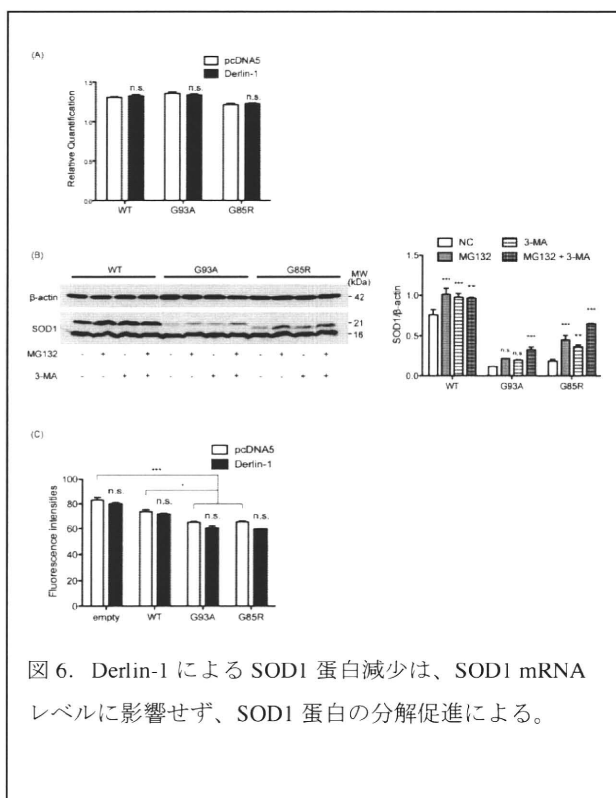 (A)
pcDNA5
Derlin-1
Relative Quantification
1.5
1.0
0.5
0.0
n.s.
n.s.
n.s.
WT
G93A
G85R
(B)
WT
G93A
G85R
MW
(kDa)
β-actin
42
SOD1
21
16
MG132
- + - + - + - + - + - +
3-MA
- - + + - - + + - - + +
NC
3-MA
MG132
MG132 + 3-MA
SOD1/β-actin
1.5
1.0
0.5
0.0
*** *** **
n.s n.s ***
*** ** ***
WT
G93A
G85R
(C)
pcDNA5
Derlin-1
Fluorescence intensities
100
80
60
40
20
0
***
*
n.s.
n.s.
n.s.
n.s.
empty
WT
G93A
G85R
図 6. Derlin-1 による SOD1 蛋白減少は、SOD1 mRNA
レベルに影響せず、SOD1 蛋白の分解促進による。